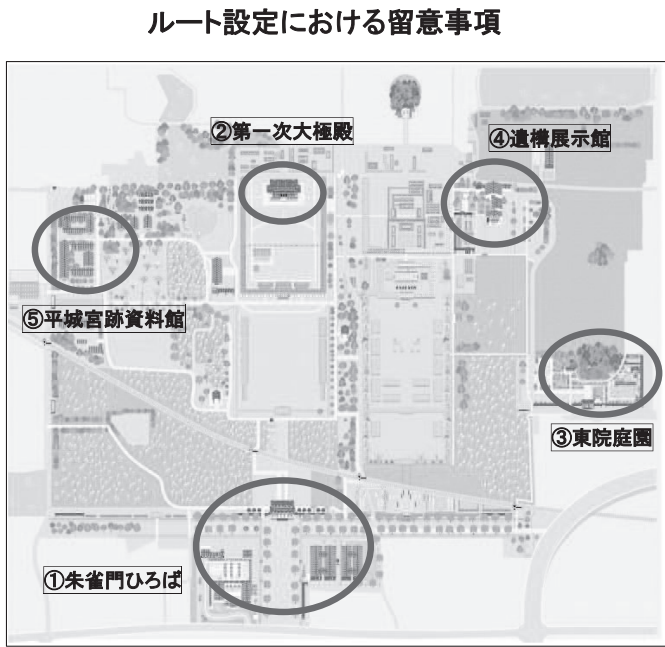 ルート設定における留意事項
②第一次大極殿
④遺構展示館
⑤平城宮跡資料館
③東院庭園
①朱雀門ひろば